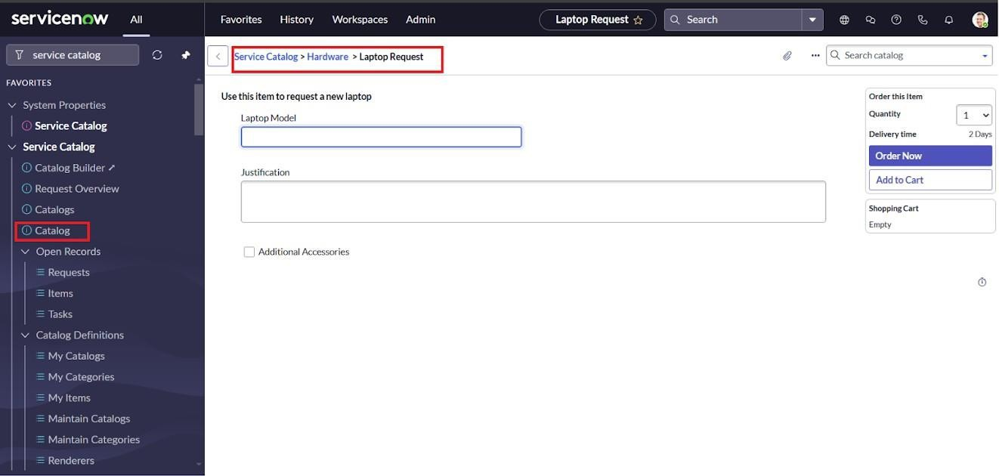 servicenow
All
Favorites
History
Workspaces
Admin
Laptop Request
Search
service catalog
FAVORITES
System Properties
Service Catalog
Service Catalog
Catalog Builder
Request Overview
Catalogs
Catalog
Open Records
Requests
Items
Tasks
Catalog Definitions
My Catalogs
My Categories
My Items
Maintain Catalogs
Maintain Categories
Renderers
Service Catalog > Hardware > Laptop Request
Search catalog
Use this item to request a new laptop
Laptop Model
Justification
Additional Accessories
Order this Item
Quantity 1
Delivery time 2 Days
Order Now
Add to Cart
Shopping Cart
Empty